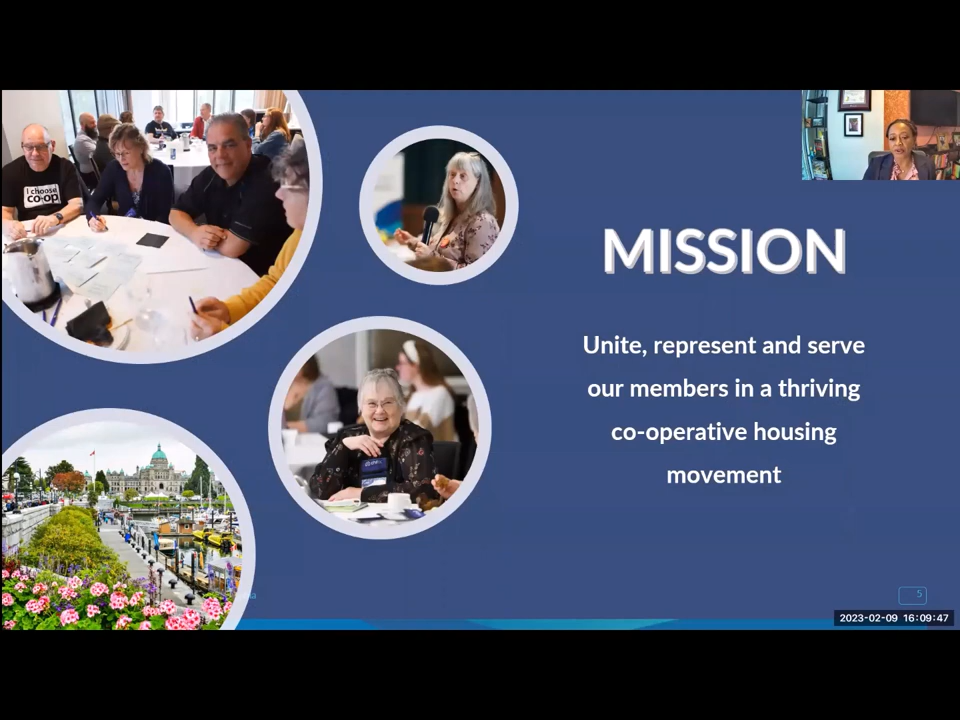 I choose
co-op
MISSION
Unite, represent and serve
our members in a thriving
co-operative housing
movement
5
2023-02-09 16:09:47